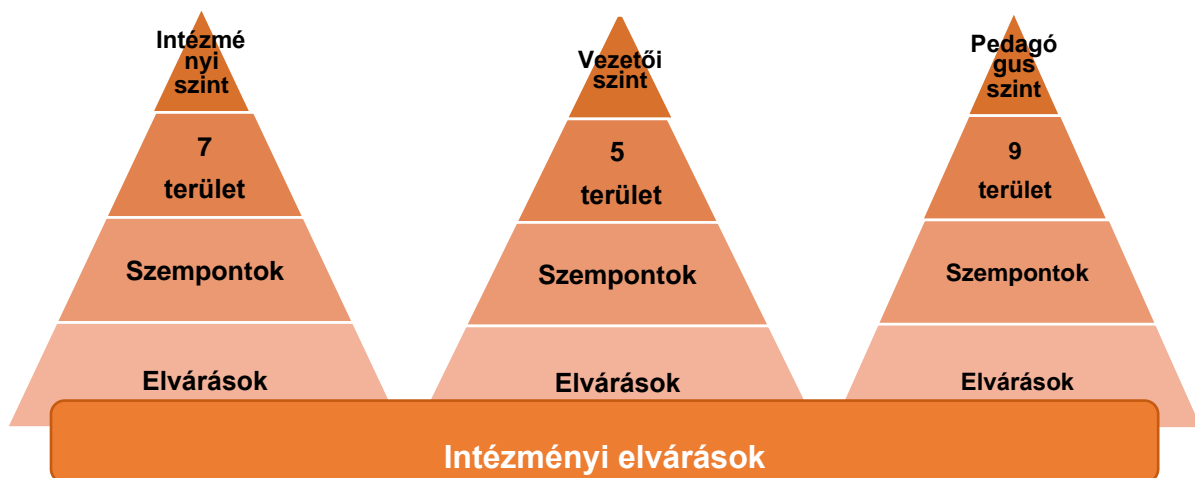 Intézmé
nyi
szint
7
terület
Szempontok
Elvárások
Vezetői
szint
5
terület
Szempontok
Elvárások
Pedagó
gus
szint
9
terület
Szempontok
Elvárások
Intézményi elvárások